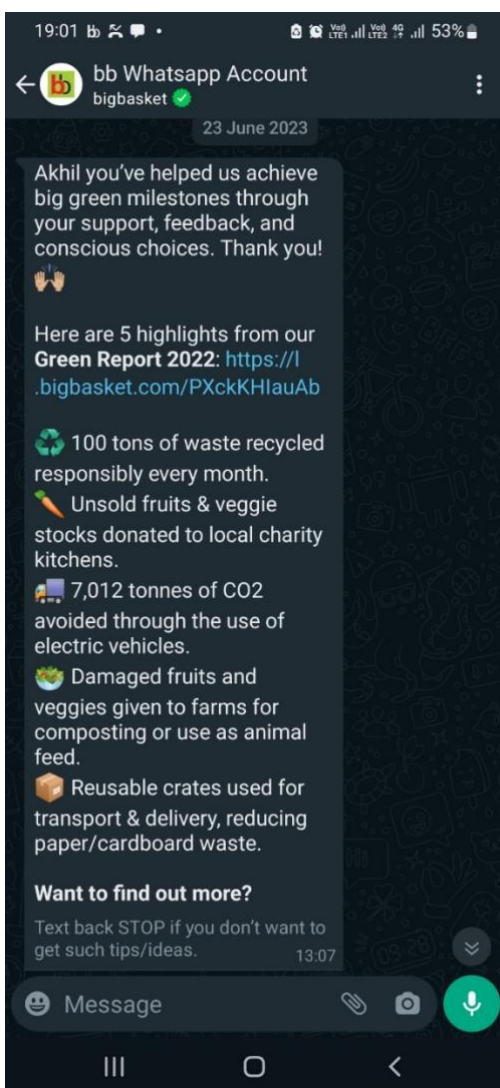 19:01
VoI) LTE1 VoI) LTE2 4G 53%
bb Whatsapp Account
bigbasket
23 June 2023
Akhil you've helped us achieve
big green milestones through
your support, feedback, and
conscious choices. Thank you!
🙌🏼
Here are 5 highlights from our
Green Report 2022: https://l
.bigbasket.com/PXckKHIauAb
♻️ 100 tons of waste recycled
responsibly every month.
🥕 Unsold fruits & veggie
stocks donated to local charity
kitchens.
🚛 7,012 tonnes of CO2
avoided through the use of
electric vehicles.
🥗 Damaged fruits and
veggies given to farms for
composting or use as animal
feed.
📦 Reusable crates used for
transport & delivery, reducing
paper/cardboard waste.
Want to find out more?
Text back STOP if you don't want to
get such tips/ideas. 13:07
Message